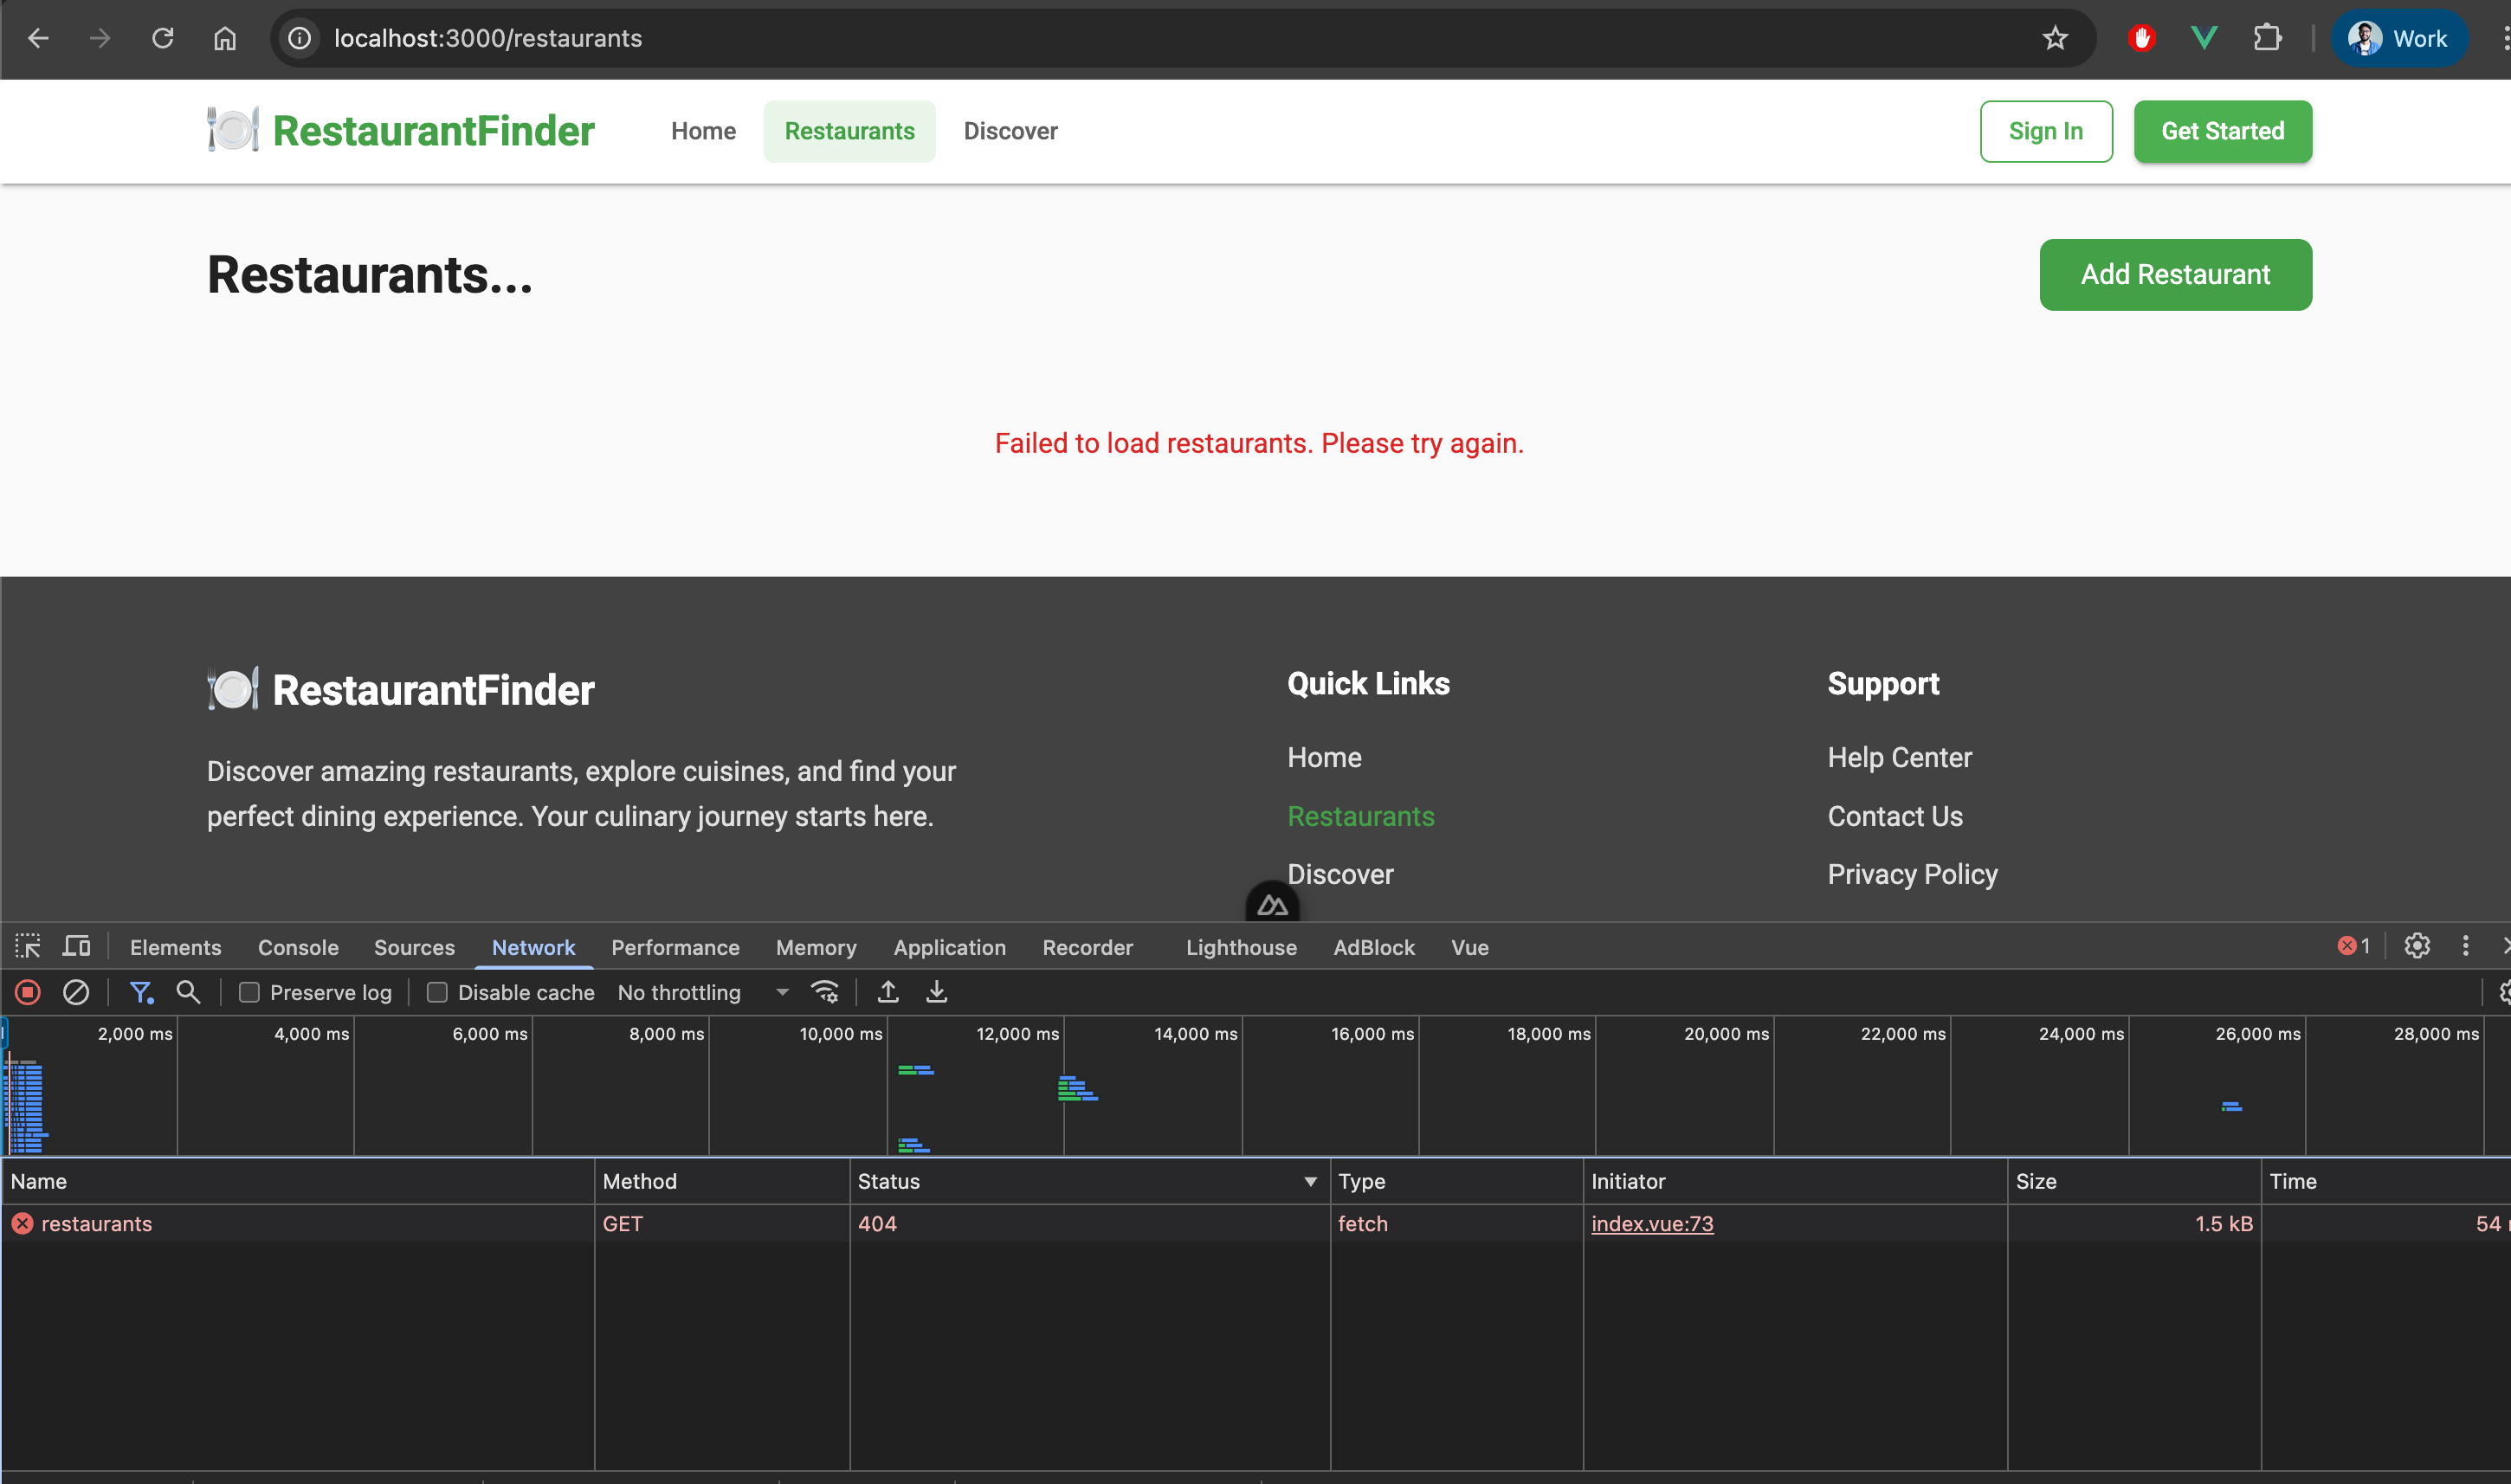 localhost:3000/restaurants
Work
RestaurantFinder
Home
Restaurants
Discover
Sign In
Get Started
Restaurants...
Add Restaurant
Failed to load restaurants. Please try again.
RestaurantFinder
Discover amazing restaurants, explore cuisines, and find your
perfect dining experience. Your culinary journey starts here.
Quick Links
Home
Restaurants
Discover
Support
Help Center
Contact Us
Privacy Policy
Elements Console Sources Network Performance Memory Application Recorder Lighthouse AdBlock Vue 1
Preserve log Disable cache No throttling
2,000 ms 4,000 ms 6,000 ms 8,000 ms 10,000 ms 12,000 ms 14,000 ms 16,000 ms 18,000 ms 20,000 ms 22,000 ms 24,000 ms 26,000 ms 28,000 ms
Name Method Status Type Initiator Size Time
restaurants GET 404 fetch index.vue:73 1.5 kB 54